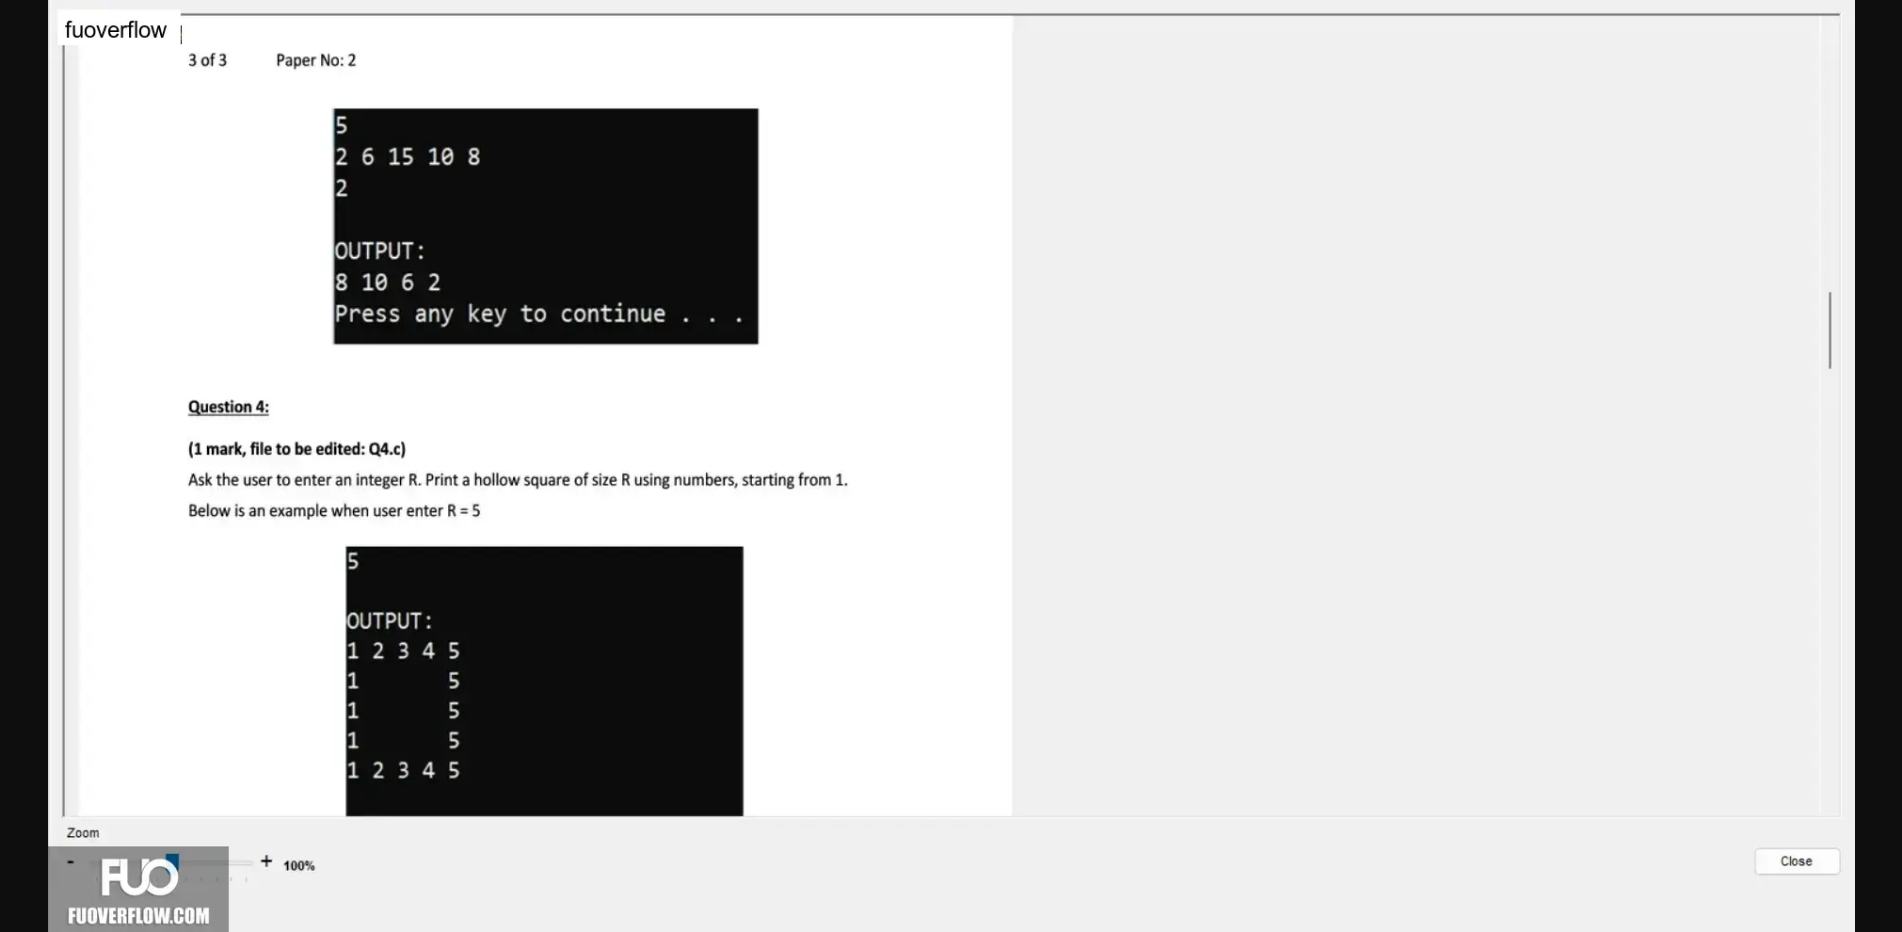 fuoverflow
3 of 3 Paper No: 2
5
2 6 15 10 8
2
OUTPUT:
8 10 6 2
Press any key to continue . . .
Question 4:
(1 mark, file to be edited: Q4.c)
Ask the user to enter an integer R. Print a hollow square of size R using numbers, starting from 1.
Below is an example when user enter R = 5
5
OUTPUT:
1 2 3 4 5
1 5
1 5
1 5
1 2 3 4 5
Zoom
- + 100%
Close
FUO
FUOVERFLOW.COM